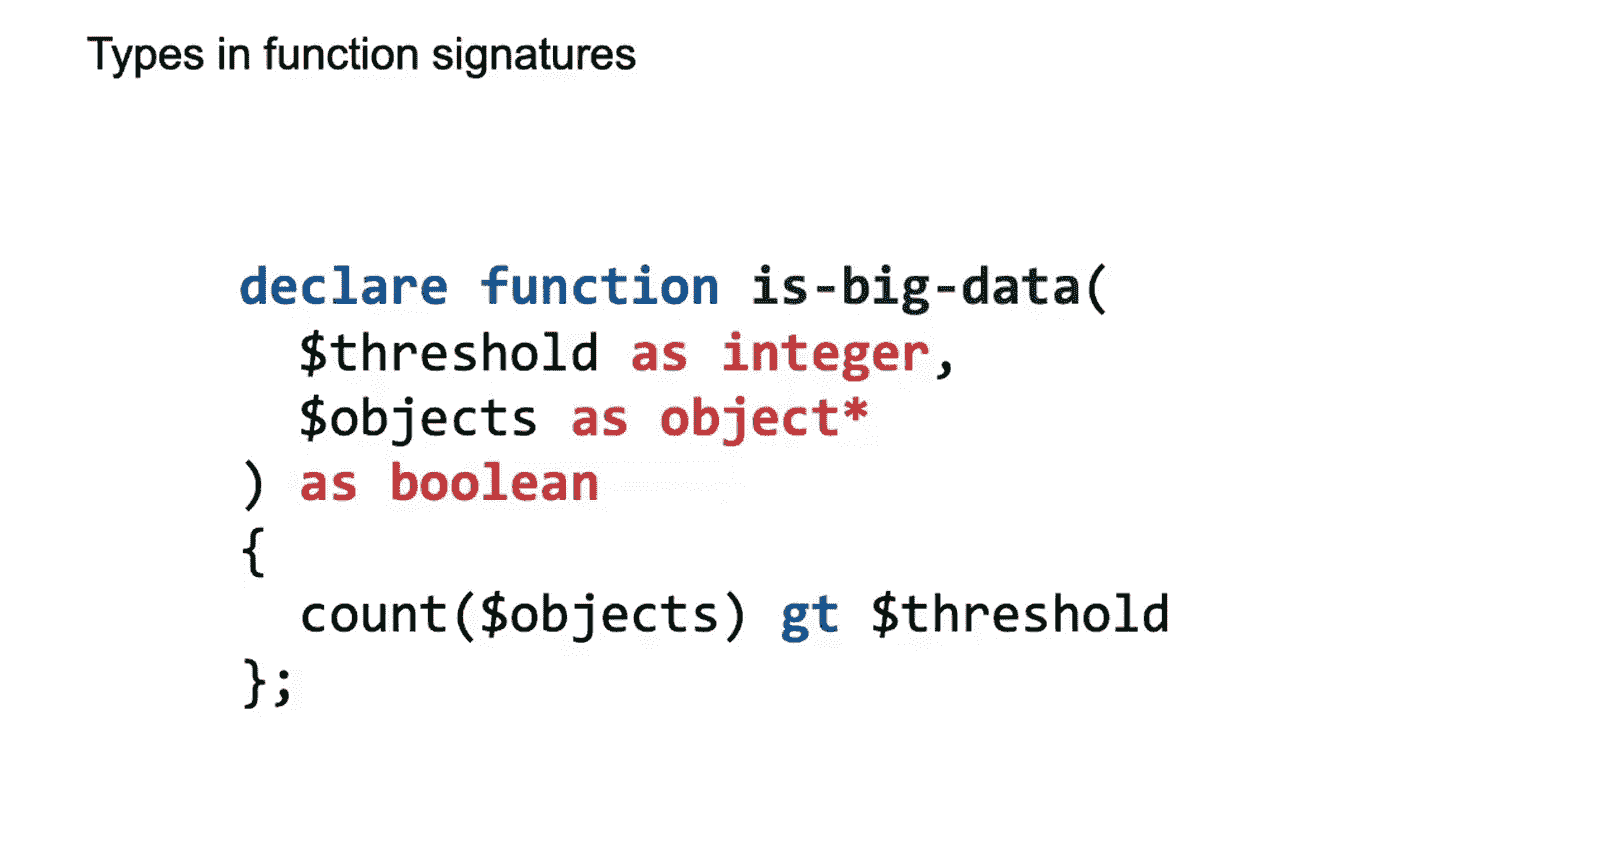 Types in function signatures
declare function is-big-data(
$threshold as integer,
$objects as object*
) as boolean
{
count($objects) gt $threshold
};